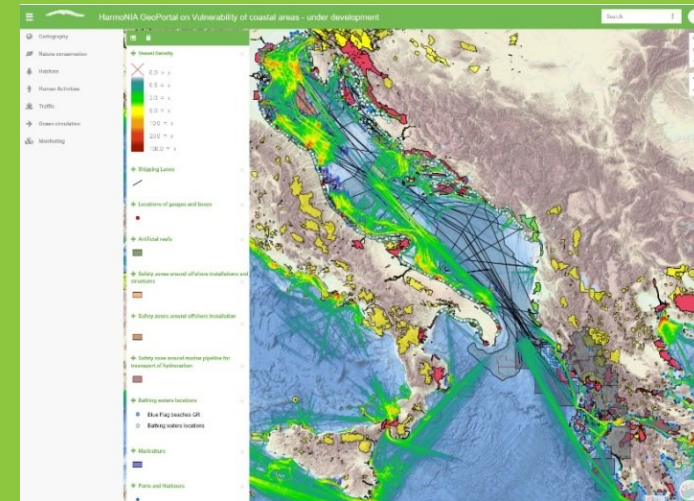 HarmoNIA GeoPortal on Vulnerability of coastal areas - under development
Search
Cartography
Nature conservation
Habitats
Human Activities
Traffic
Ocean circulation
Monitoring
Vessel Density
Shipping Lanes
Locations of gauges and buoys
Artificial reefs
Safety zones around offshore installations and
structures
Safety zones around offshore installation
Safety zone around marine pipeline for
transport of hydrocarbon
Bathing waters locations
Blue Flag beaches GR
Bathing waters locations
Mariculture
Ports and Harbours